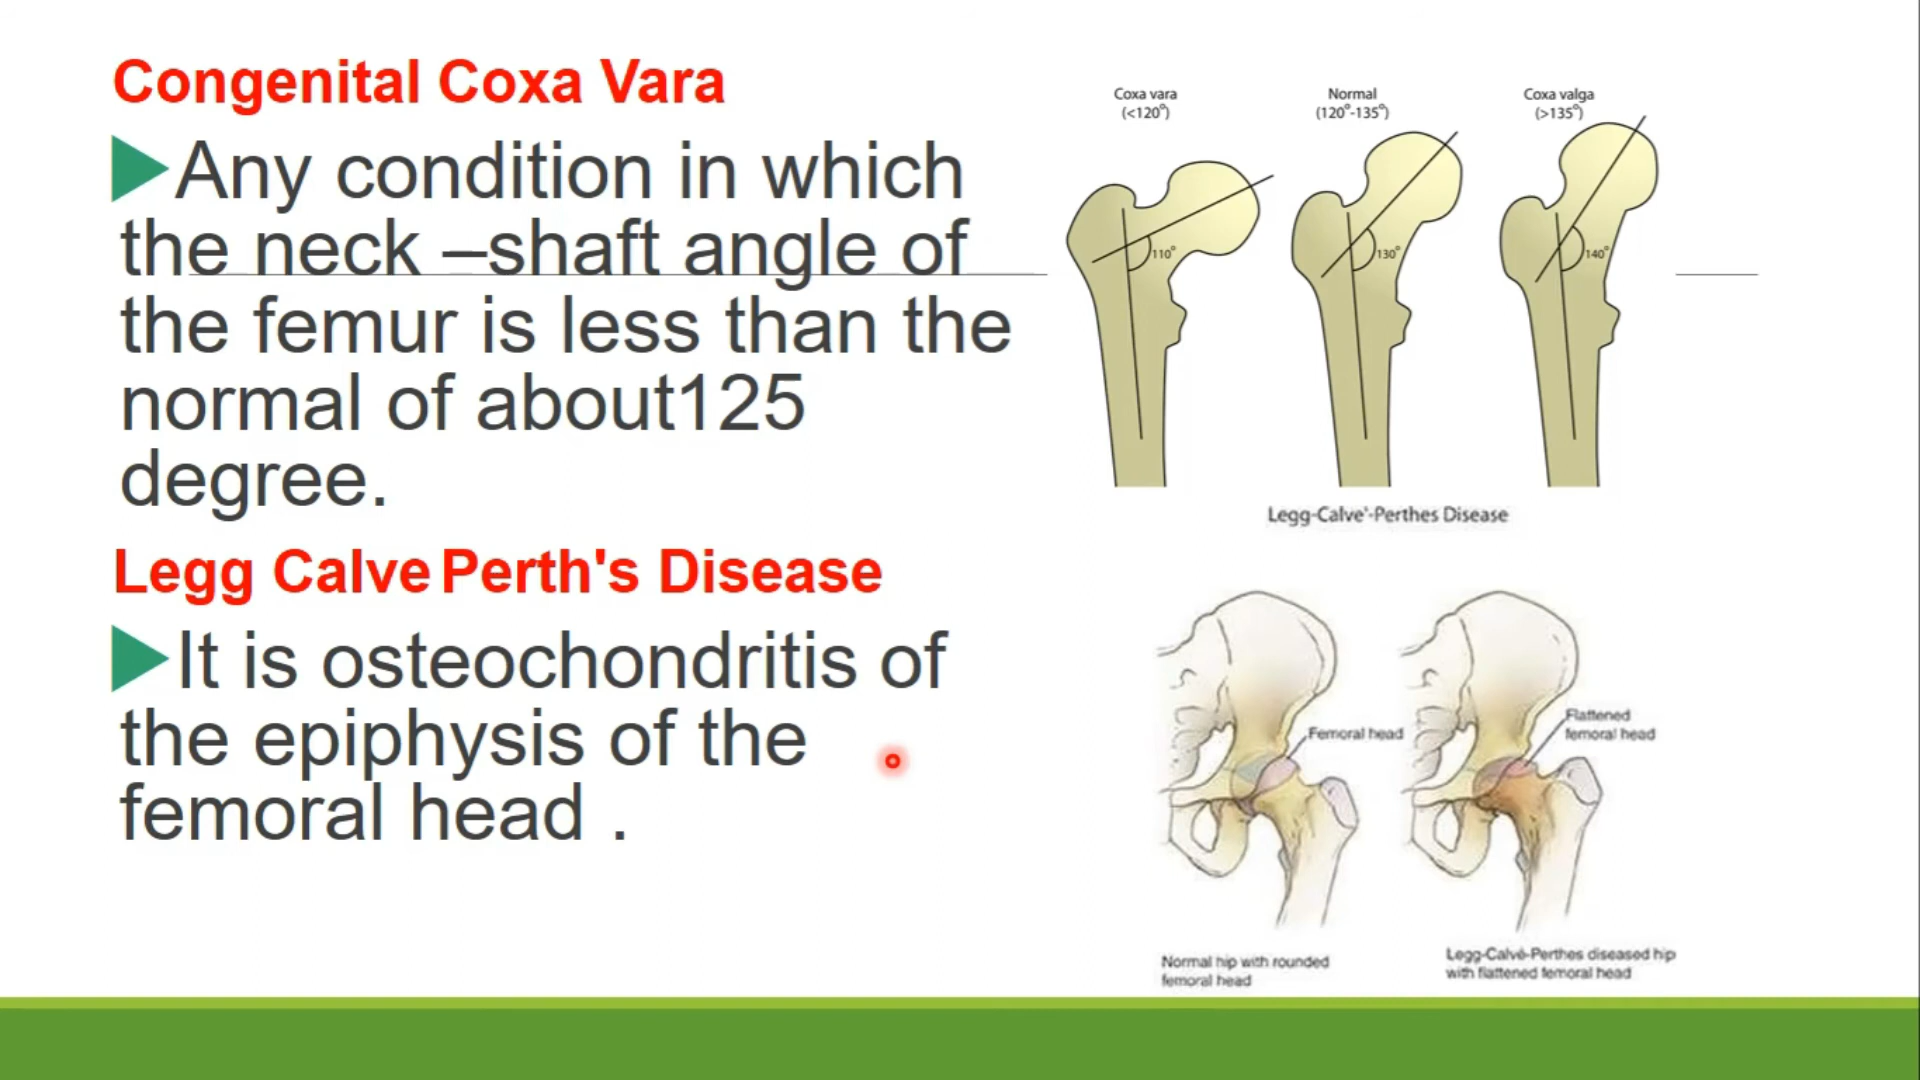 Congenital Coxa Vara
Any condition in which
the neck –shaft angle of
the femur is less than the
normal of about125
degree.
Legg Calve Perth's Disease
It is osteochondritis of
the epiphysis of the
femoral head .
Coxa vara
(<120°)
Normal
(120°-135°)
Coxa valga
(>135°)
110°
130°
140°
Legg-Calve'-Perthes Disease
Femoral head
Flattened
femoral head
Normal hip with rounded
femoral head
Legg-Calvé-Perthes diseased hip
with flattened femoral head